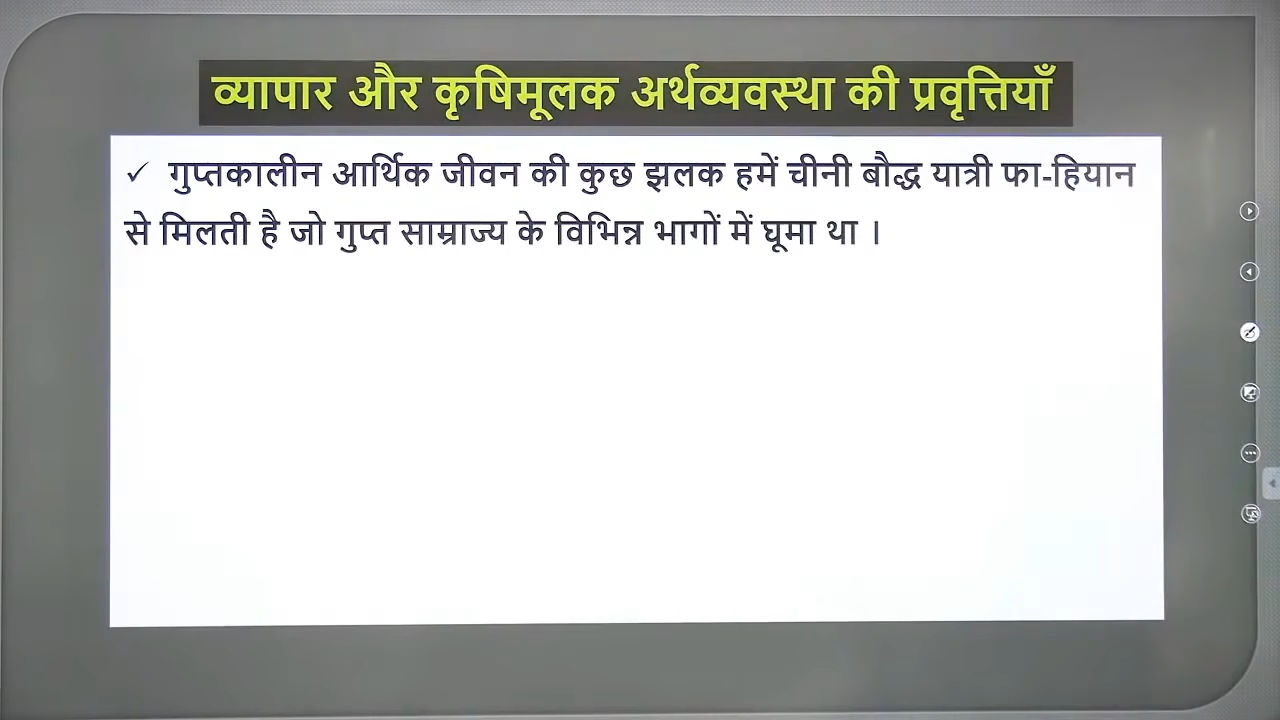 व्यापार और कृषिमूलक अर्थव्यवस्था की प्रवृत्तियाँ
✓ गुप्तकालीन आर्थिक जीवन की कुछ झलक हमें चीनी बौद्ध यात्री फा-हियान
से मिलती है जो गुप्त साम्राज्य के विभिन्न भागों में घूमा था ।